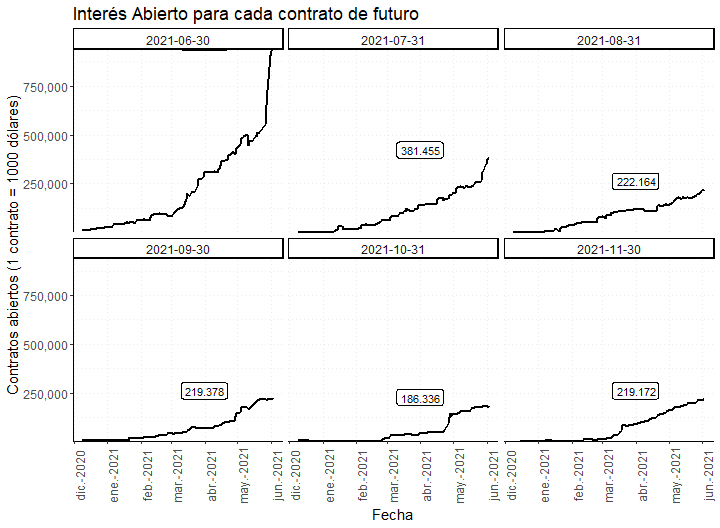 Interés Abierto para cada contrato de futuro
2021-06-30
2021-07-31
2021-08-31
750,000
500,000
250,000
381.455
222.164
2021-09-30
2021-10-31
2021-11-30
750,000
500,000
250,000
219.378
186.336
219.172
dic.-2020
ene.-2021
feb.-2021
mar.-2021
abr.-2021
may.-2021
jun.-2021
dic.-2020
ene.-2021
feb.-2021
mar.-2021
abr.-2021
may.-2021
jun.-2021
dic.-2020
ene.-2021
feb.-2021
mar.-2021
abr.-2021
may.-2021
jun.-2021
Fecha
Contratos abiertos (1 contrato = 1000 dólares)